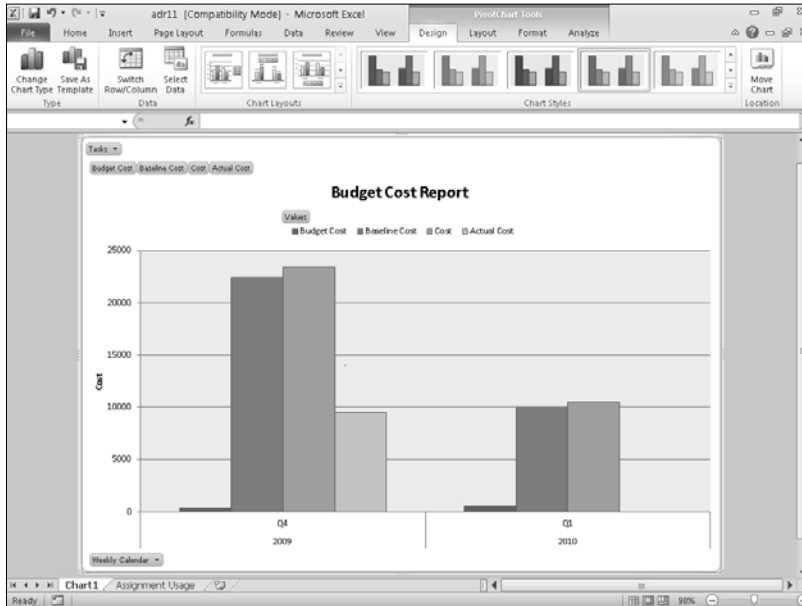 adr11 [Compatibility Mode] - Microsoft Excel
PivotChart Tools
File Home Insert Page Layout Formulas Data Review View Design Layout Format Analyze
Change Chart Type
Save As Template
Switch Row/Column
Select Data
Move Chart
Type Data Chart Layouts Chart Styles Location
fx
Tasks
Budget Cost Baseline Cost Cost Actual Cost
Budget Cost Report
Values
Budget Cost Baseline Cost Cost Actual Cost
25000
20000
15000
10000
5000
0
Cost
Q4 Q1
2009 2010
Weekly Calendar
Chart1 Assignment Usage
Ready 90%